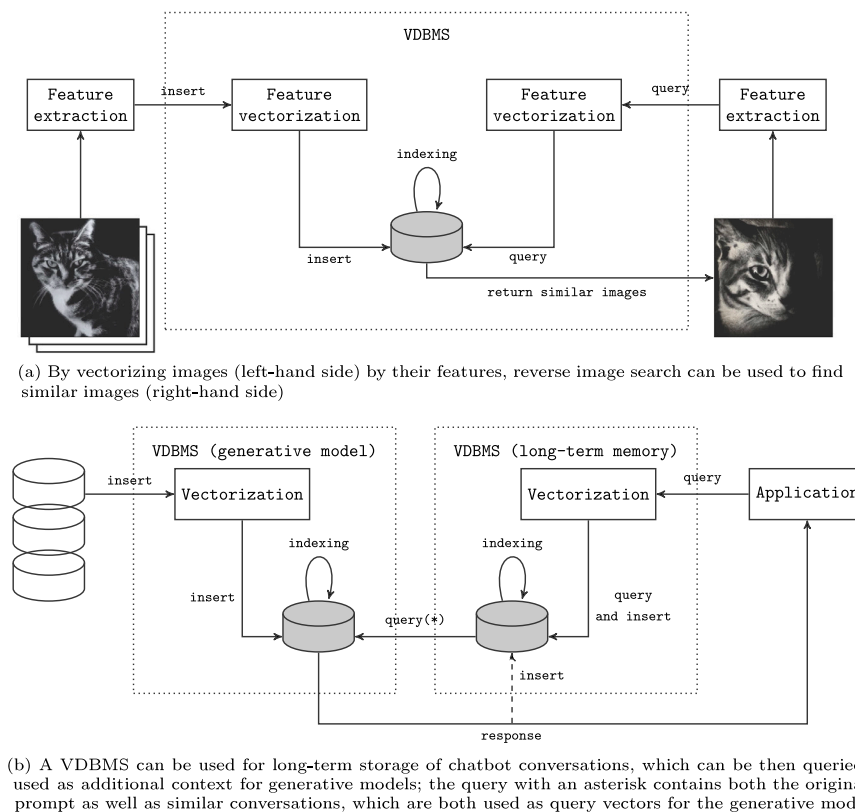 VDBMS
Feature
extraction
insert
Feature
vectorization
Feature
vectorization
query
Feature
extraction
indexing
insert
query
return similar images
(a) By vectorizing images (left-hand side) by their features, reverse image search can be used to find
similar images (right-hand side)
VDBMS (generative model)
VDBMS (long-term memory)
insert
Vectorization
Vectorization
query
Application
indexing
indexing
insert
query(*)
query
and insert
insert
response
(b) A VDBMS can be used for long-term storage of chatbot conversations, which can be then queried
used as additional context for generative models; the query with an asterisk contains both the origina
prompt as well as similar conversations, which are both used as query vectors for the generative mod